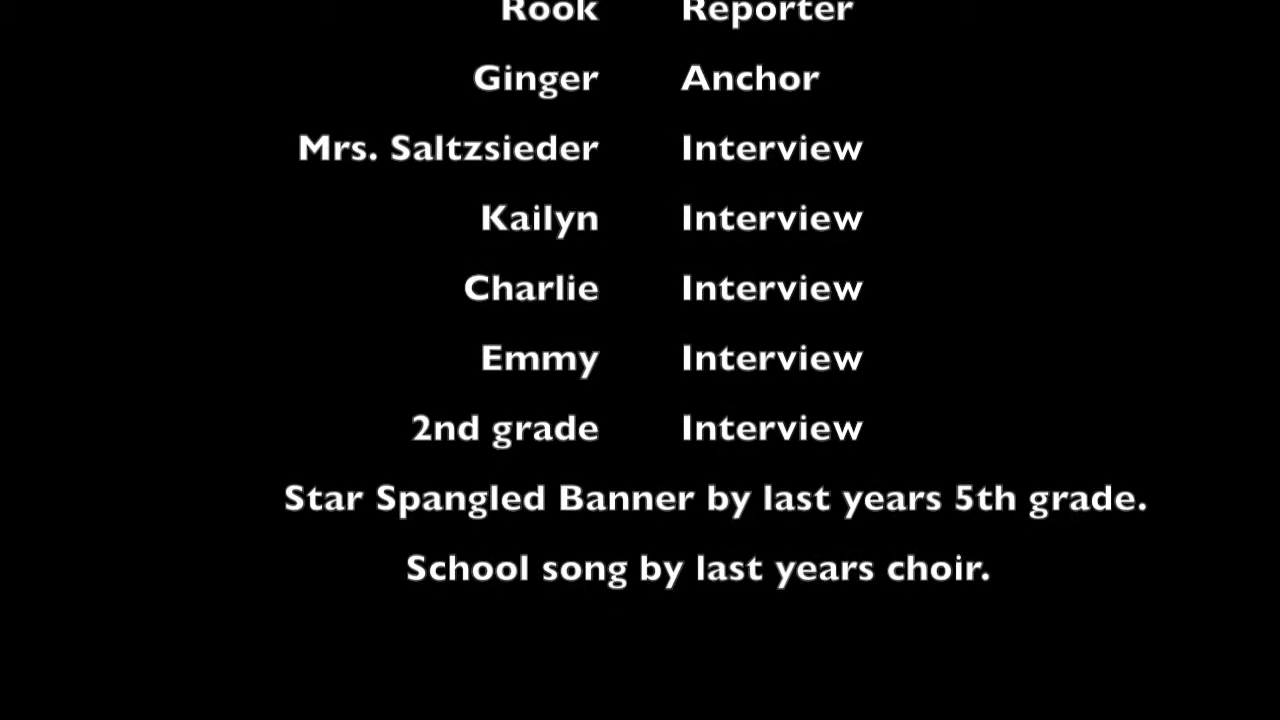 Rook Reporter
Ginger Anchor
Mrs. Saltzsieder Interview
Kailyn Interview
Charlie Interview
Emmy Interview
2nd grade Interview
Star Spangled Banner by last years 5th grade.
School song by last years choir.